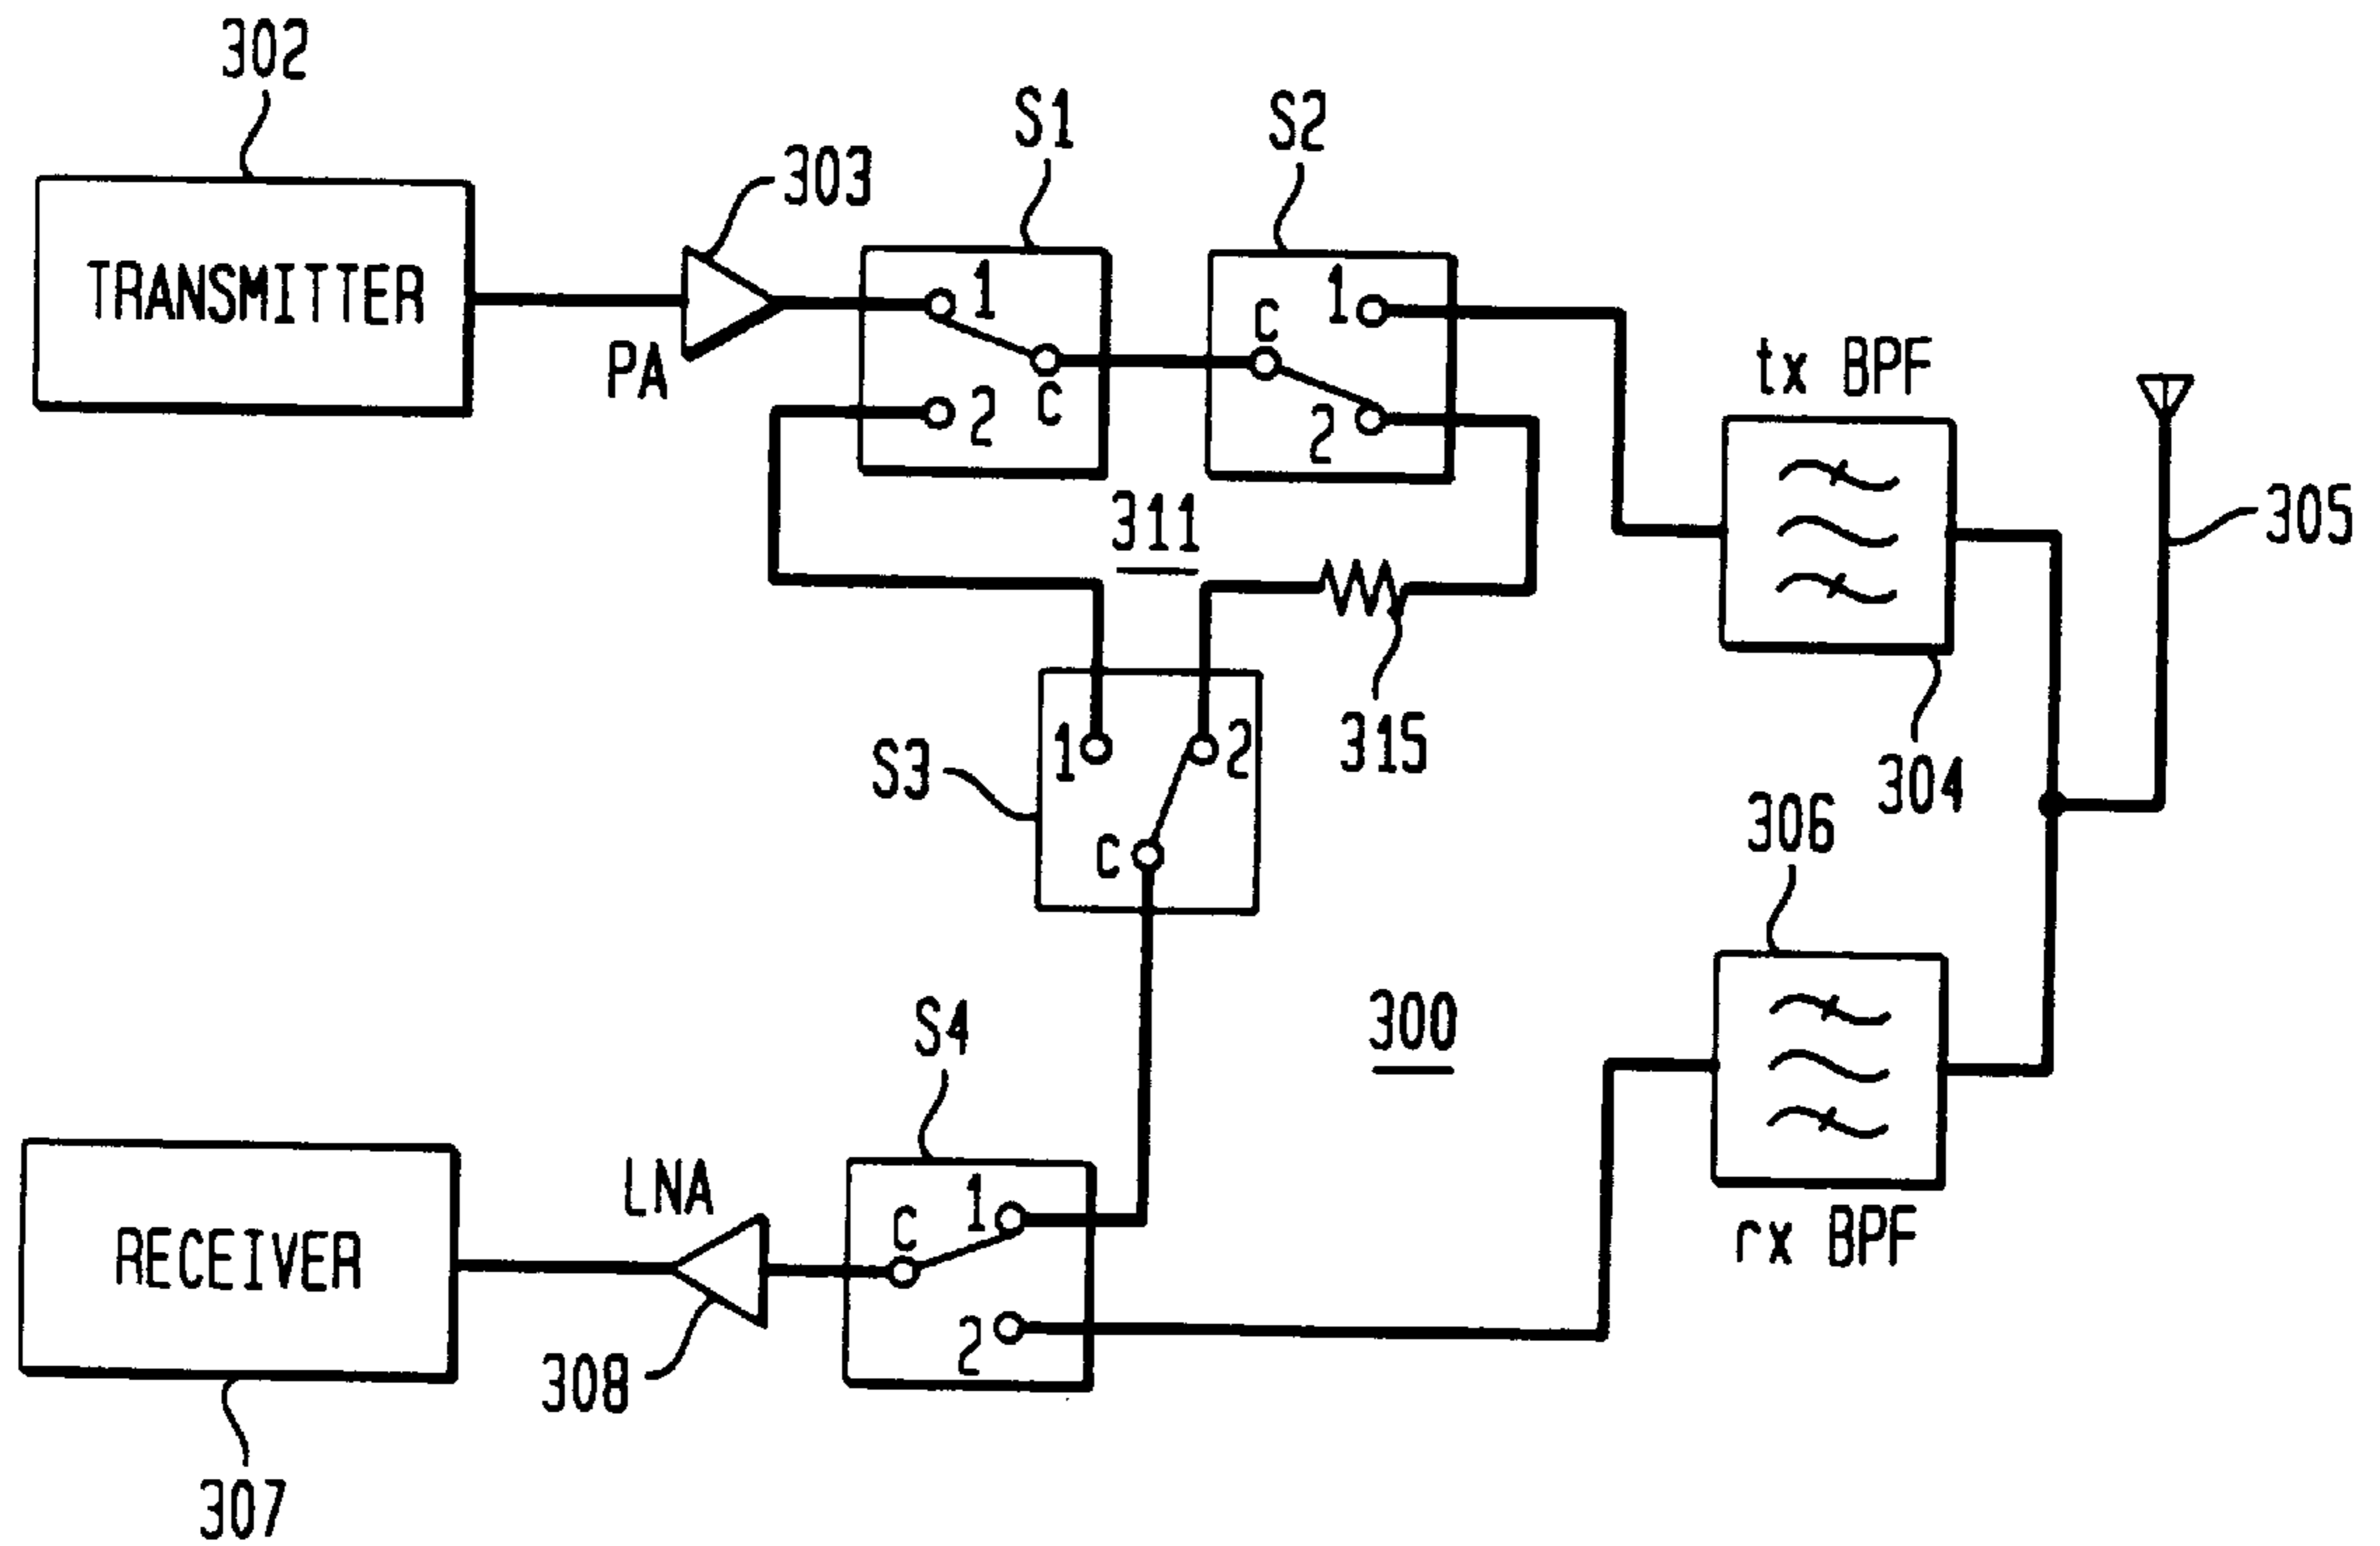 302
303
S1
S2
TRANSMITTER
PA
1
2
C
C
1
2
tx BPF
311
305
315
1
2
C
S3
304
306
S4
300
LNA
C
1
2
RECEIVER
308
rx BPF
307